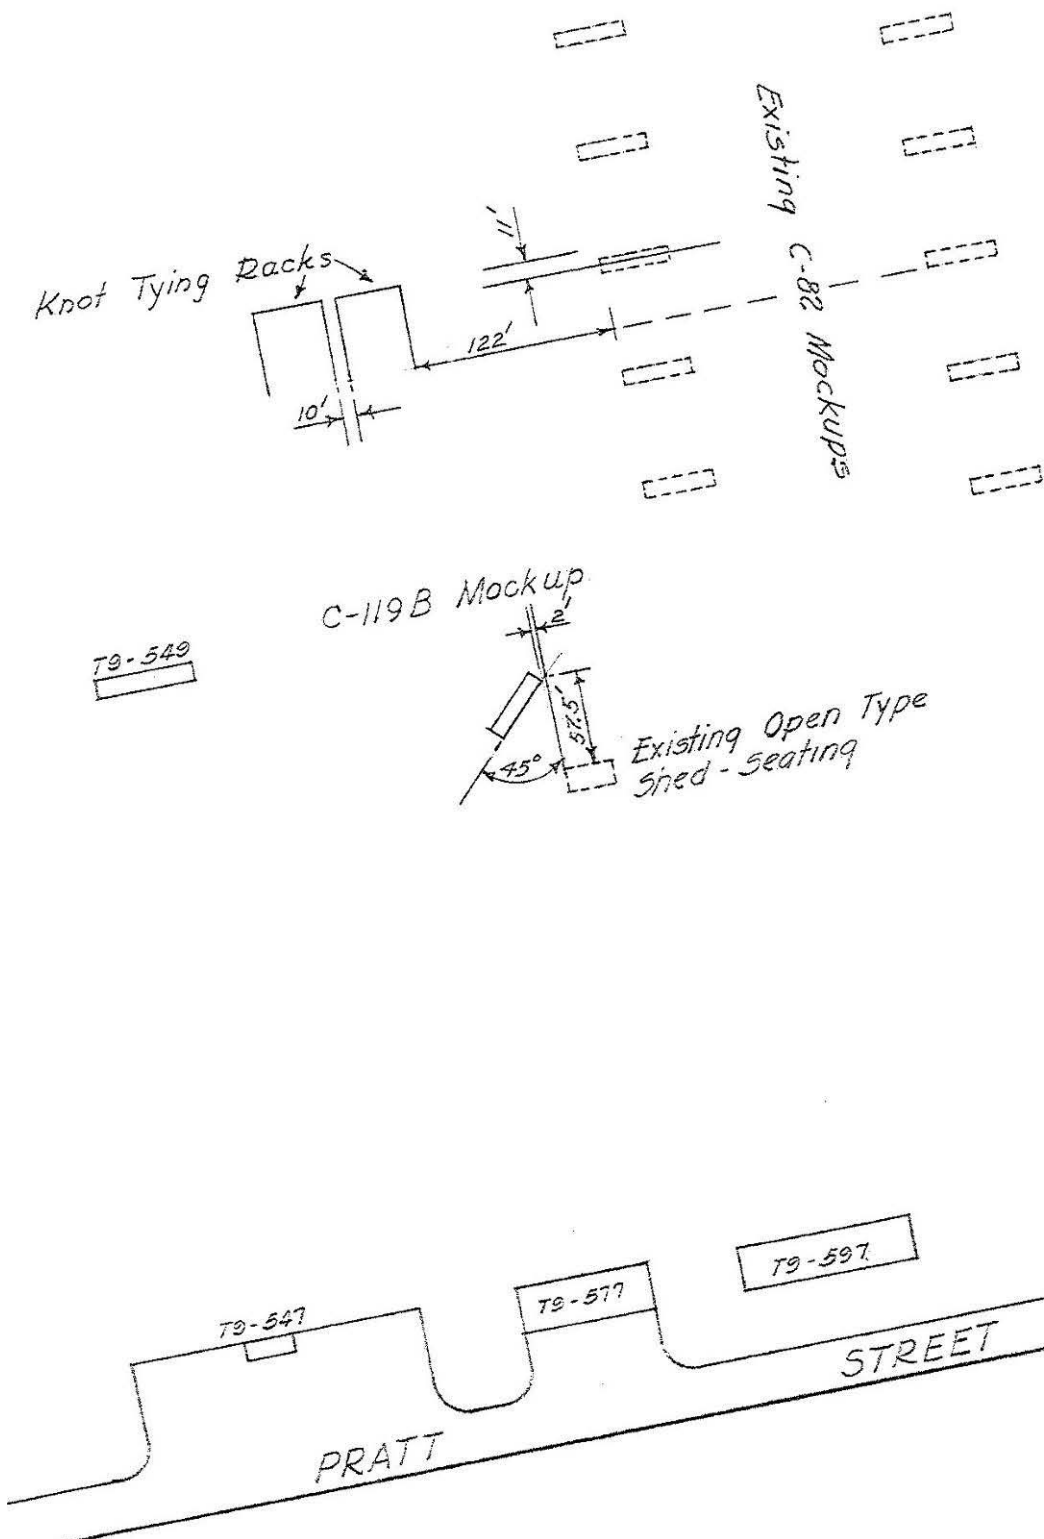 Existing C-82 Mockups
11'
Knot Tying Racks
122'
10'
C-119B Mockup
2'
T9-549
57.5'
45°
Existing Open Type
Shed - Seating
T9-597
T9-577
T9-547
STREET
PRATT